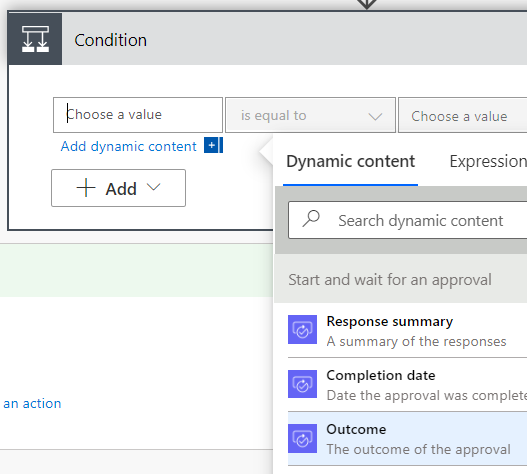 Condition
Choose a value
is equal to
Choose a value
Add dynamic content
Add
Dynamic content
Expression
Search dynamic content
Start and wait for an approval
Response summary
A summary of the responses
Completion date
Date the approval was complete
an action
Outcome
The outcome of the approval